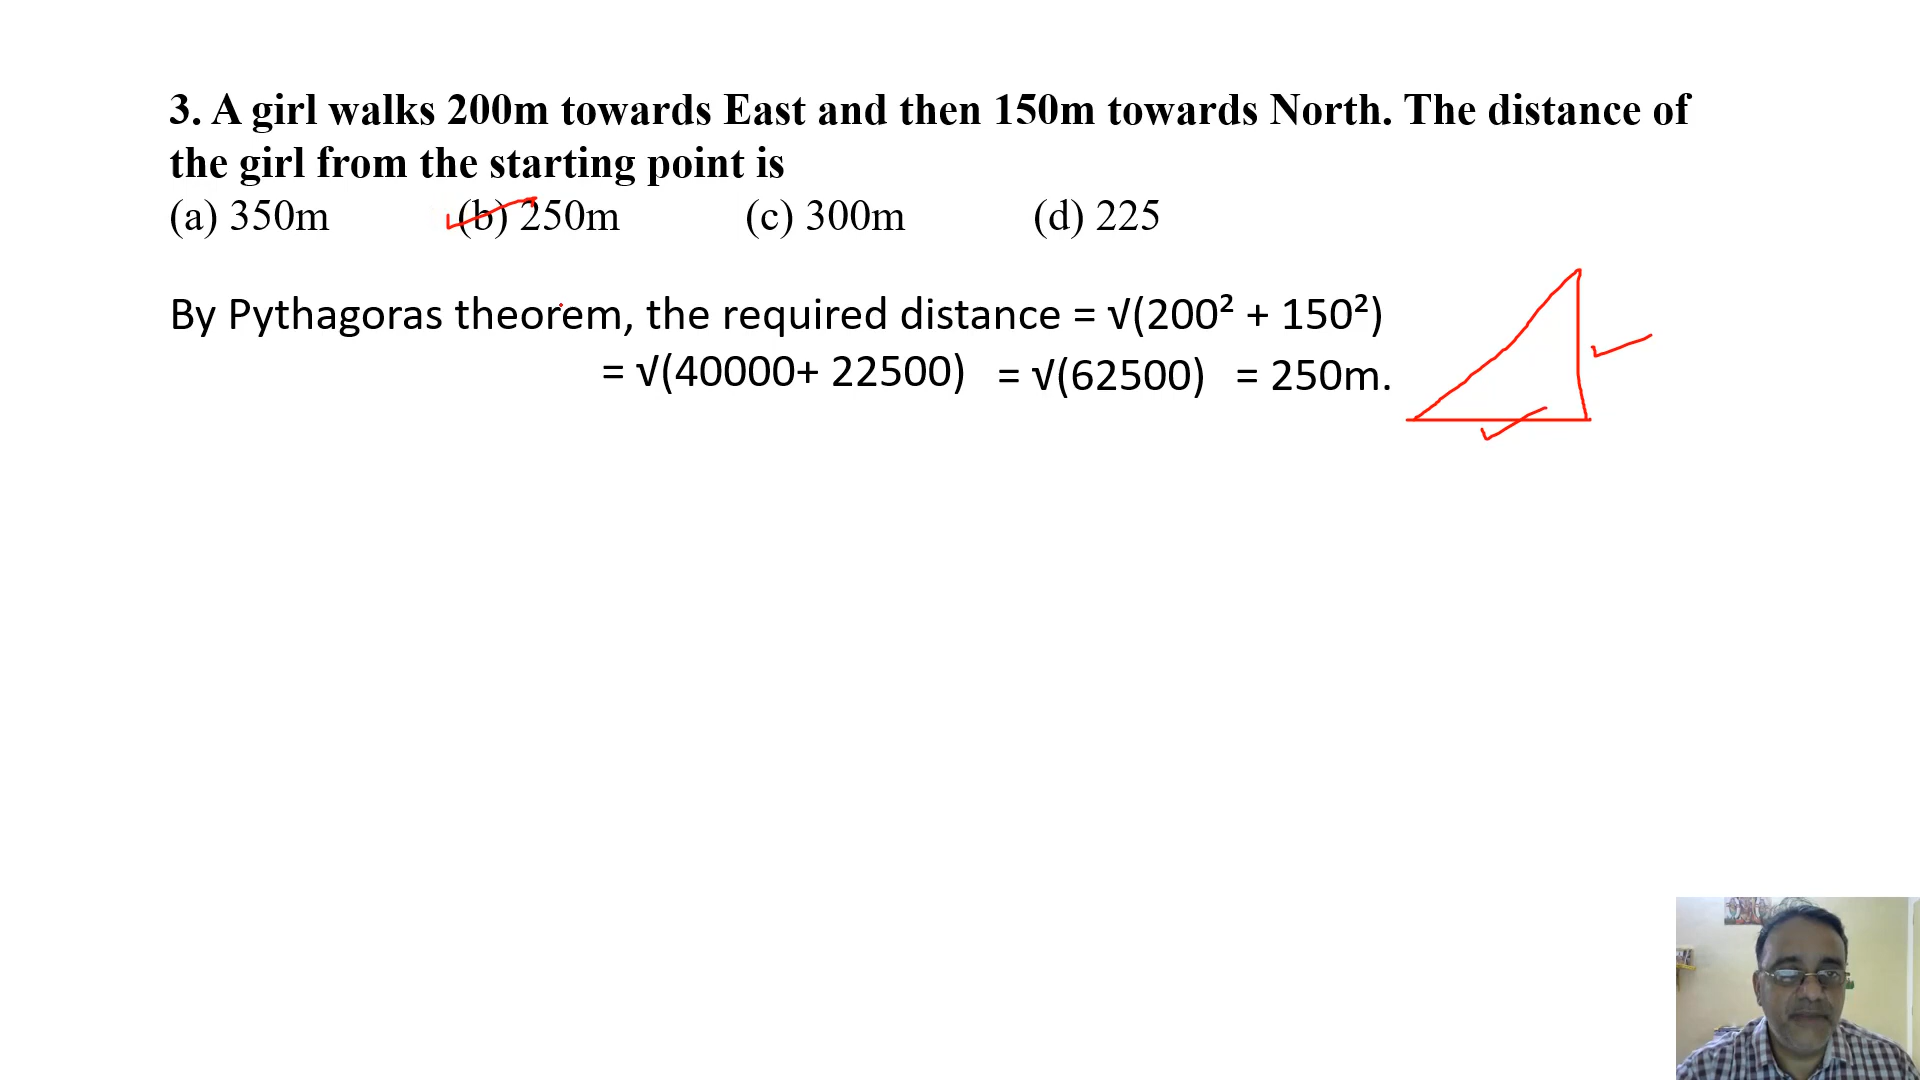 3. A girl walks 200m towards East and then 150m towards North. The distance of
the girl from the starting point is
(a) 350m (b) 250m (c) 300m (d) 225
By Pythagoras theorem, the required distance = √(200² + 150²)
= √(40000+ 22500) = √(62500) = 250m.